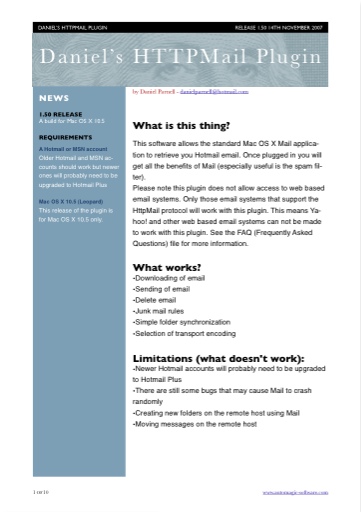 DANIEL'S HTTPMAIL PLUGIN
RELEASE 1.50 14TH NOVEMBER 2007
Daniel's HTTPMail Plugin
NEWS
1.50 RELEASE
A build for Mac OS X 10.5
REQUIREMENTS
A Hotmail or MSN account
Older Hotmail and MSN ac-
counts should work but newer
ones will probably need to be
upgraded to Hotmail Plus
Mac OS X 10.5 (Leopard)
This release of the plugin is
for Mac OS X 10.5 only.
by Daniel Parnell - danielparnell@hotmail.com
What is this thing?
This software allows the standard Mac OS X Mail applica-
tion to retrieve you Hotmail email. Once plugged in you will
get all the benefits of Mail (especially useful is the spam fil-
ter).
Please note this plugin does not allow access to web based
email systems. Only those email systems that support the
HttpMail protocol will work with this plugin. This means Ya-
hoo! and other web based email systems can not be made
to work with this plugin. See the FAQ (Frequently Asked
Questions) file for more information.
What works?
•Downloading of email
•Sending of email
•Delete email
•Junk mail rules
•Simple folder synchronization
•Selection of transport encoding
Limitations (what doesn't work):
•Newer Hotmail accounts will probably need to be upgraded
to Hotmail Plus
•There are still some bugs that may cause Mail to crash
randomly
•Creating new folders on the remote host using Mail
•Moving messages on the remote host
1 of 10
www.automagic-software.com